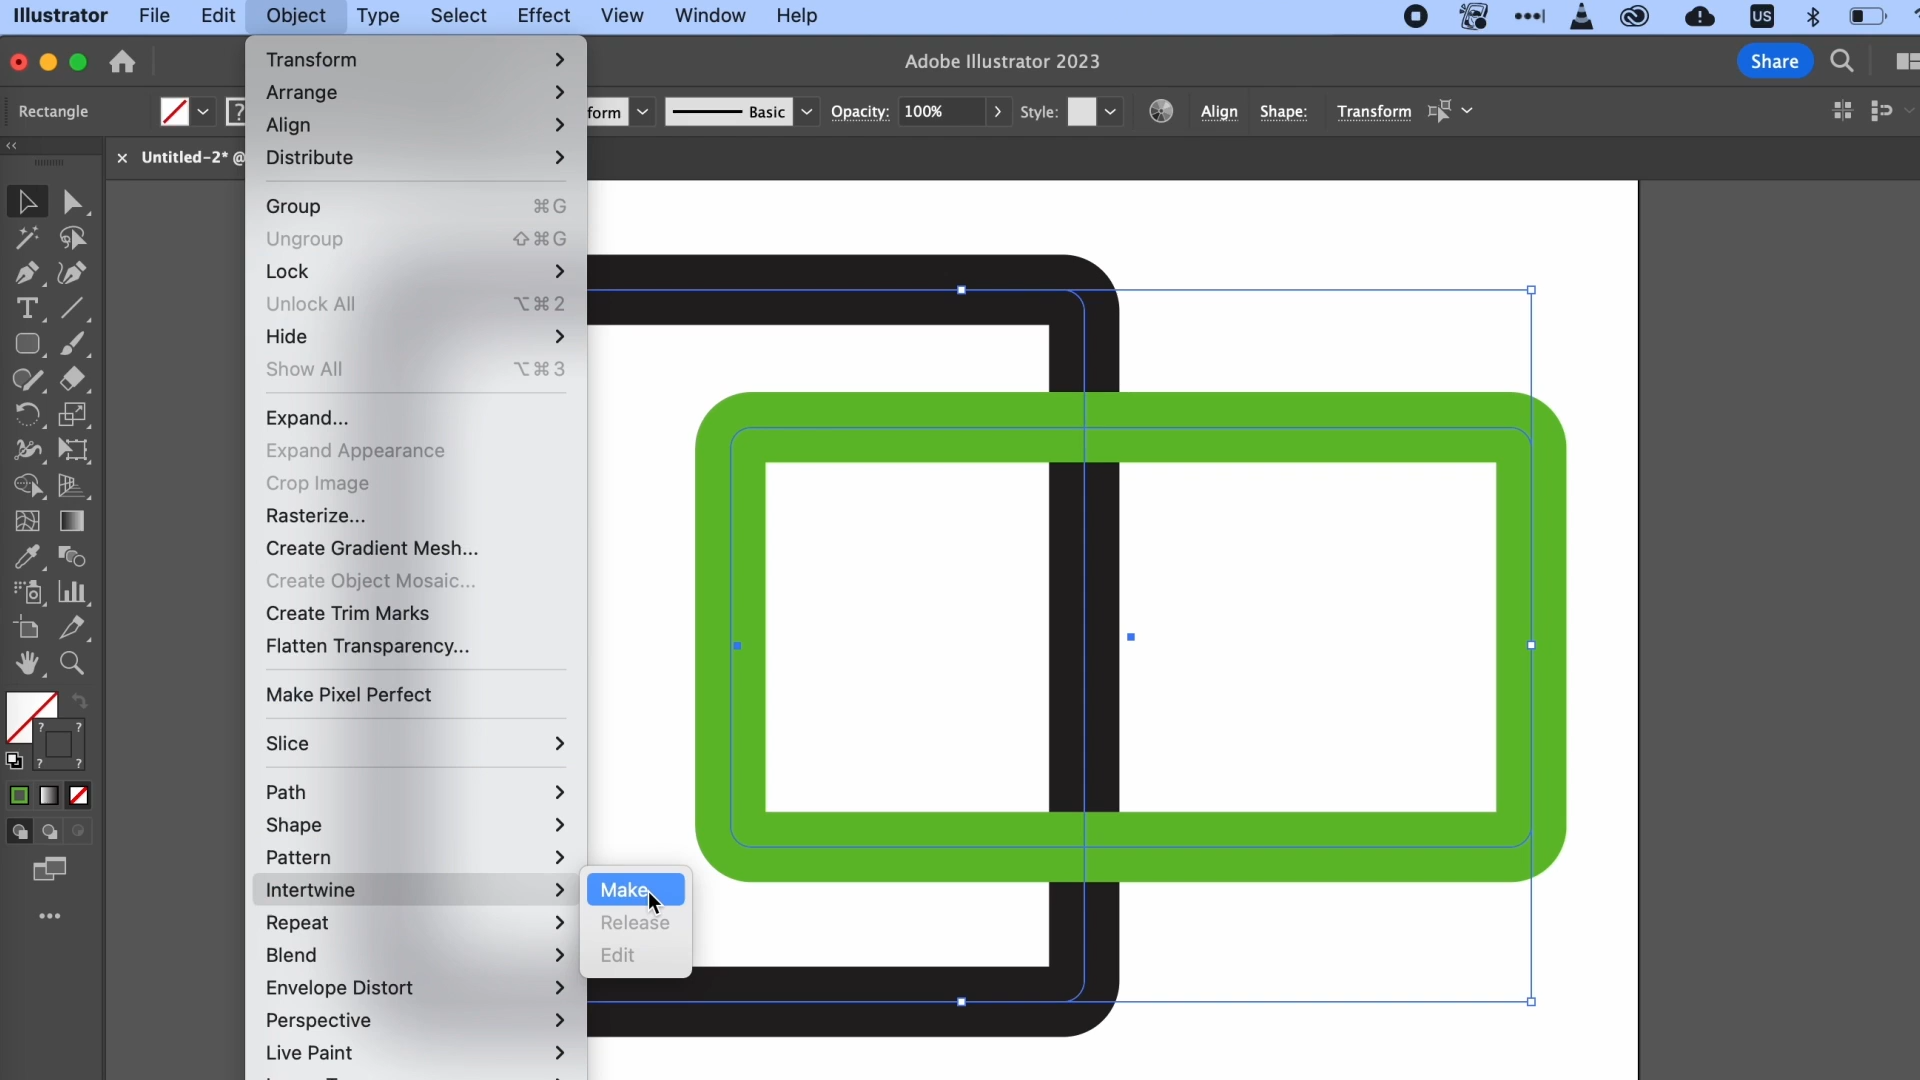 Illustrator File Edit Object Type Select Effect View Window Help
US
Adobe Illustrator 2023
Share
Rectangle
?
form
Basic
Opacity:
100%
Style:
Align
Shape:
Transform
Untitled-2* @
Transform
Arrange
Align
Distribute
Group ⌘G
Ungroup ⇧⌘G
Lock
Unlock All ⌥⌘2
Hide
Show All ⌥⌘3
Expand...
Expand Appearance
Crop Image
Rasterize...
Create Gradient Mesh...
Create Object Mosaic...
Create Trim Marks
Flatten Transparency...
Make Pixel Perfect
Slice
Path
Shape
Pattern
Intertwine
Repeat
Blend
Envelope Distort
Perspective
Live Paint
Make
Release
Edit
? ?
? ?